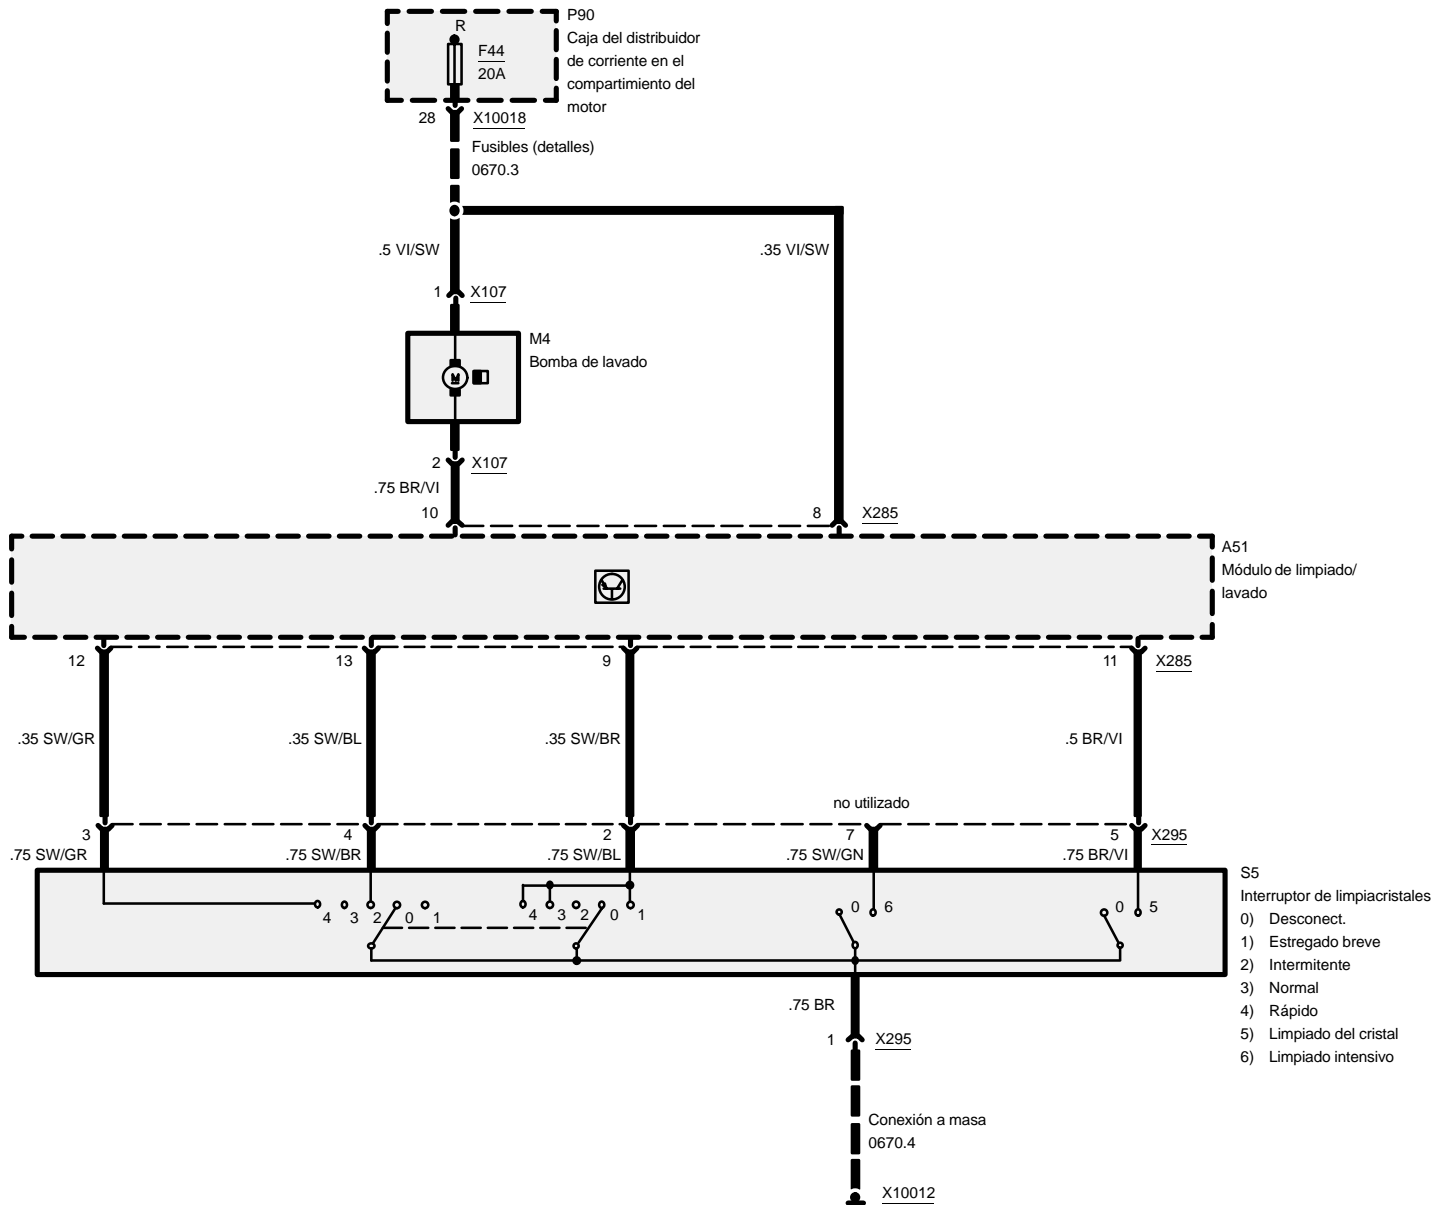 P90
Caja del distribuidor
de corriente en el
compartimiento del
motor
R
F44
20A
28
X10018
Fusibles (detalles)
0670.3
.5 VI/SW
.35 VI/SW
1
X107
M4
Bomba de lavado
M
2
X107
.75 BR/VI
10
8
X285
A51
Módulo de limpiado/
lavado
12
13
9
11
X285
.35 SW/GR
.35 SW/BL
.35 SW/BR
.5 BR/VI
no utilizado
3
4
2
7
5
X295
.75 SW/GR
.75 SW/BR
.75 SW/BL
.75 SW/GN
.75 BR/VI
4 3 2 0 1
4 3 2 0 1
0 6
0 5
S5
Interruptor de limpiacristales
0) Desconect.
1) Estregado breve
2) Intermitente
3) Normal
4) Rápido
5) Limpiado del cristal
6) Limpiado intensivo
.75 BR
1
X295
Conexión a masa
0670.4
X10012